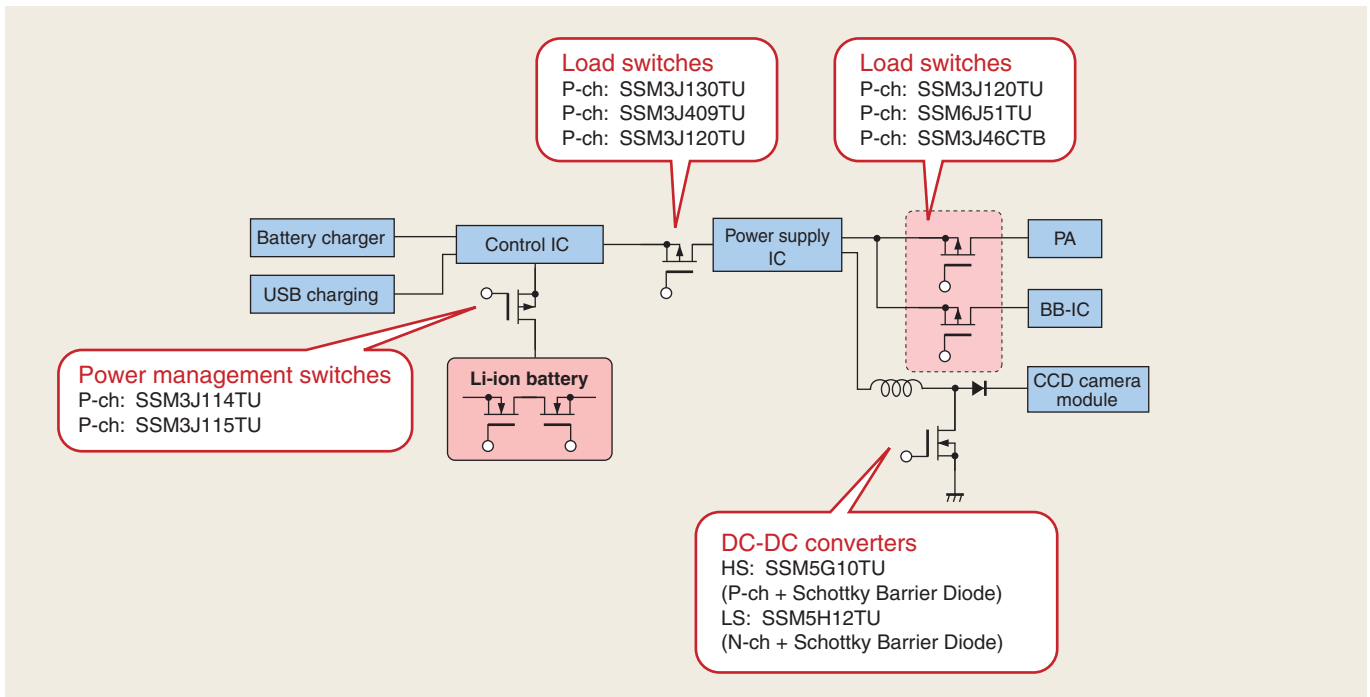 Load switches
P-ch: SSM3J130TU
P-ch: SSM3J409TU
P-ch: SSM3J120TU
Load switches
P-ch: SSM3J120TU
P-ch: SSM6J51TU
P-ch: SSM3J46CTB
Battery charger
USB charging
Control IC
Power supply
IC
PA
BB-IC
CCD camera
module
Power management switches
P-ch: SSM3J114TU
P-ch: SSM3J115TU
Li-ion battery
DC-DC converters
HS: SSM5G10TU
(P-ch + Schottky Barrier Diode)
LS: SSM5H12TU
(N-ch + Schottky Barrier Diode)